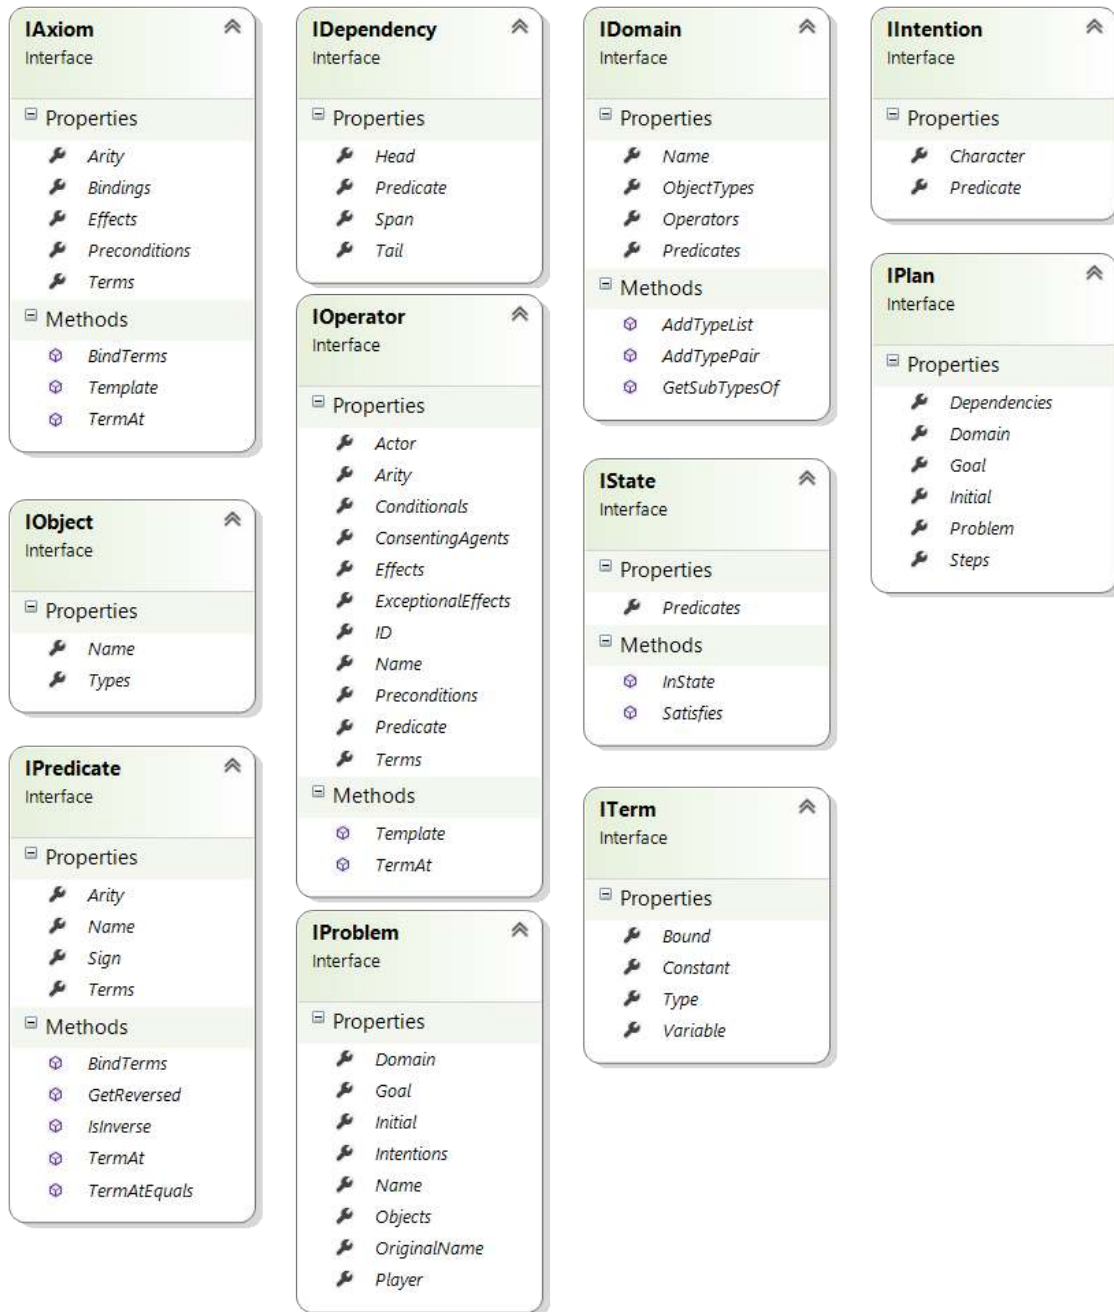 IAxiom
Interface
Properties
Arity
Bindings
Effects
Preconditions
Terms
Methods
BindTerms
Template
TermAt
IObject
Interface
Properties
Name
Types
IPredicate
Interface
Properties
Arity
Name
Sign
Terms
Methods
BindTerms
GetReversed
IsInverse
TermAt
TermAtEquals
IDependency
Interface
Properties
Head
Predicate
Span
Tail
IOperator
Interface
Properties
Actor
Arity
Conditionals
ConsentingAgents
Effects
ExceptionalEffects
ID
Name
Preconditions
Predicate
Terms
Methods
Template
TermAt
IProblem
Interface
Properties
Domain
Goal
Initial
Intentions
Name
Objects
OriginalName
Player
IDomain
Interface
Properties
Name
ObjectTypes
Operators
Predicates
Methods
AddTypeList
AddTypePair
GetSubTypesOf
IState
Interface
Properties
Predicates
Methods
InState
Satisfies
ITerm
Interface
Properties
Bound
Constant
Type
Variable
IIntention
Interface
Properties
Character
Predicate
IPlan
Interface
Properties
Dependencies
Domain
Goal
Initial
Problem
Steps